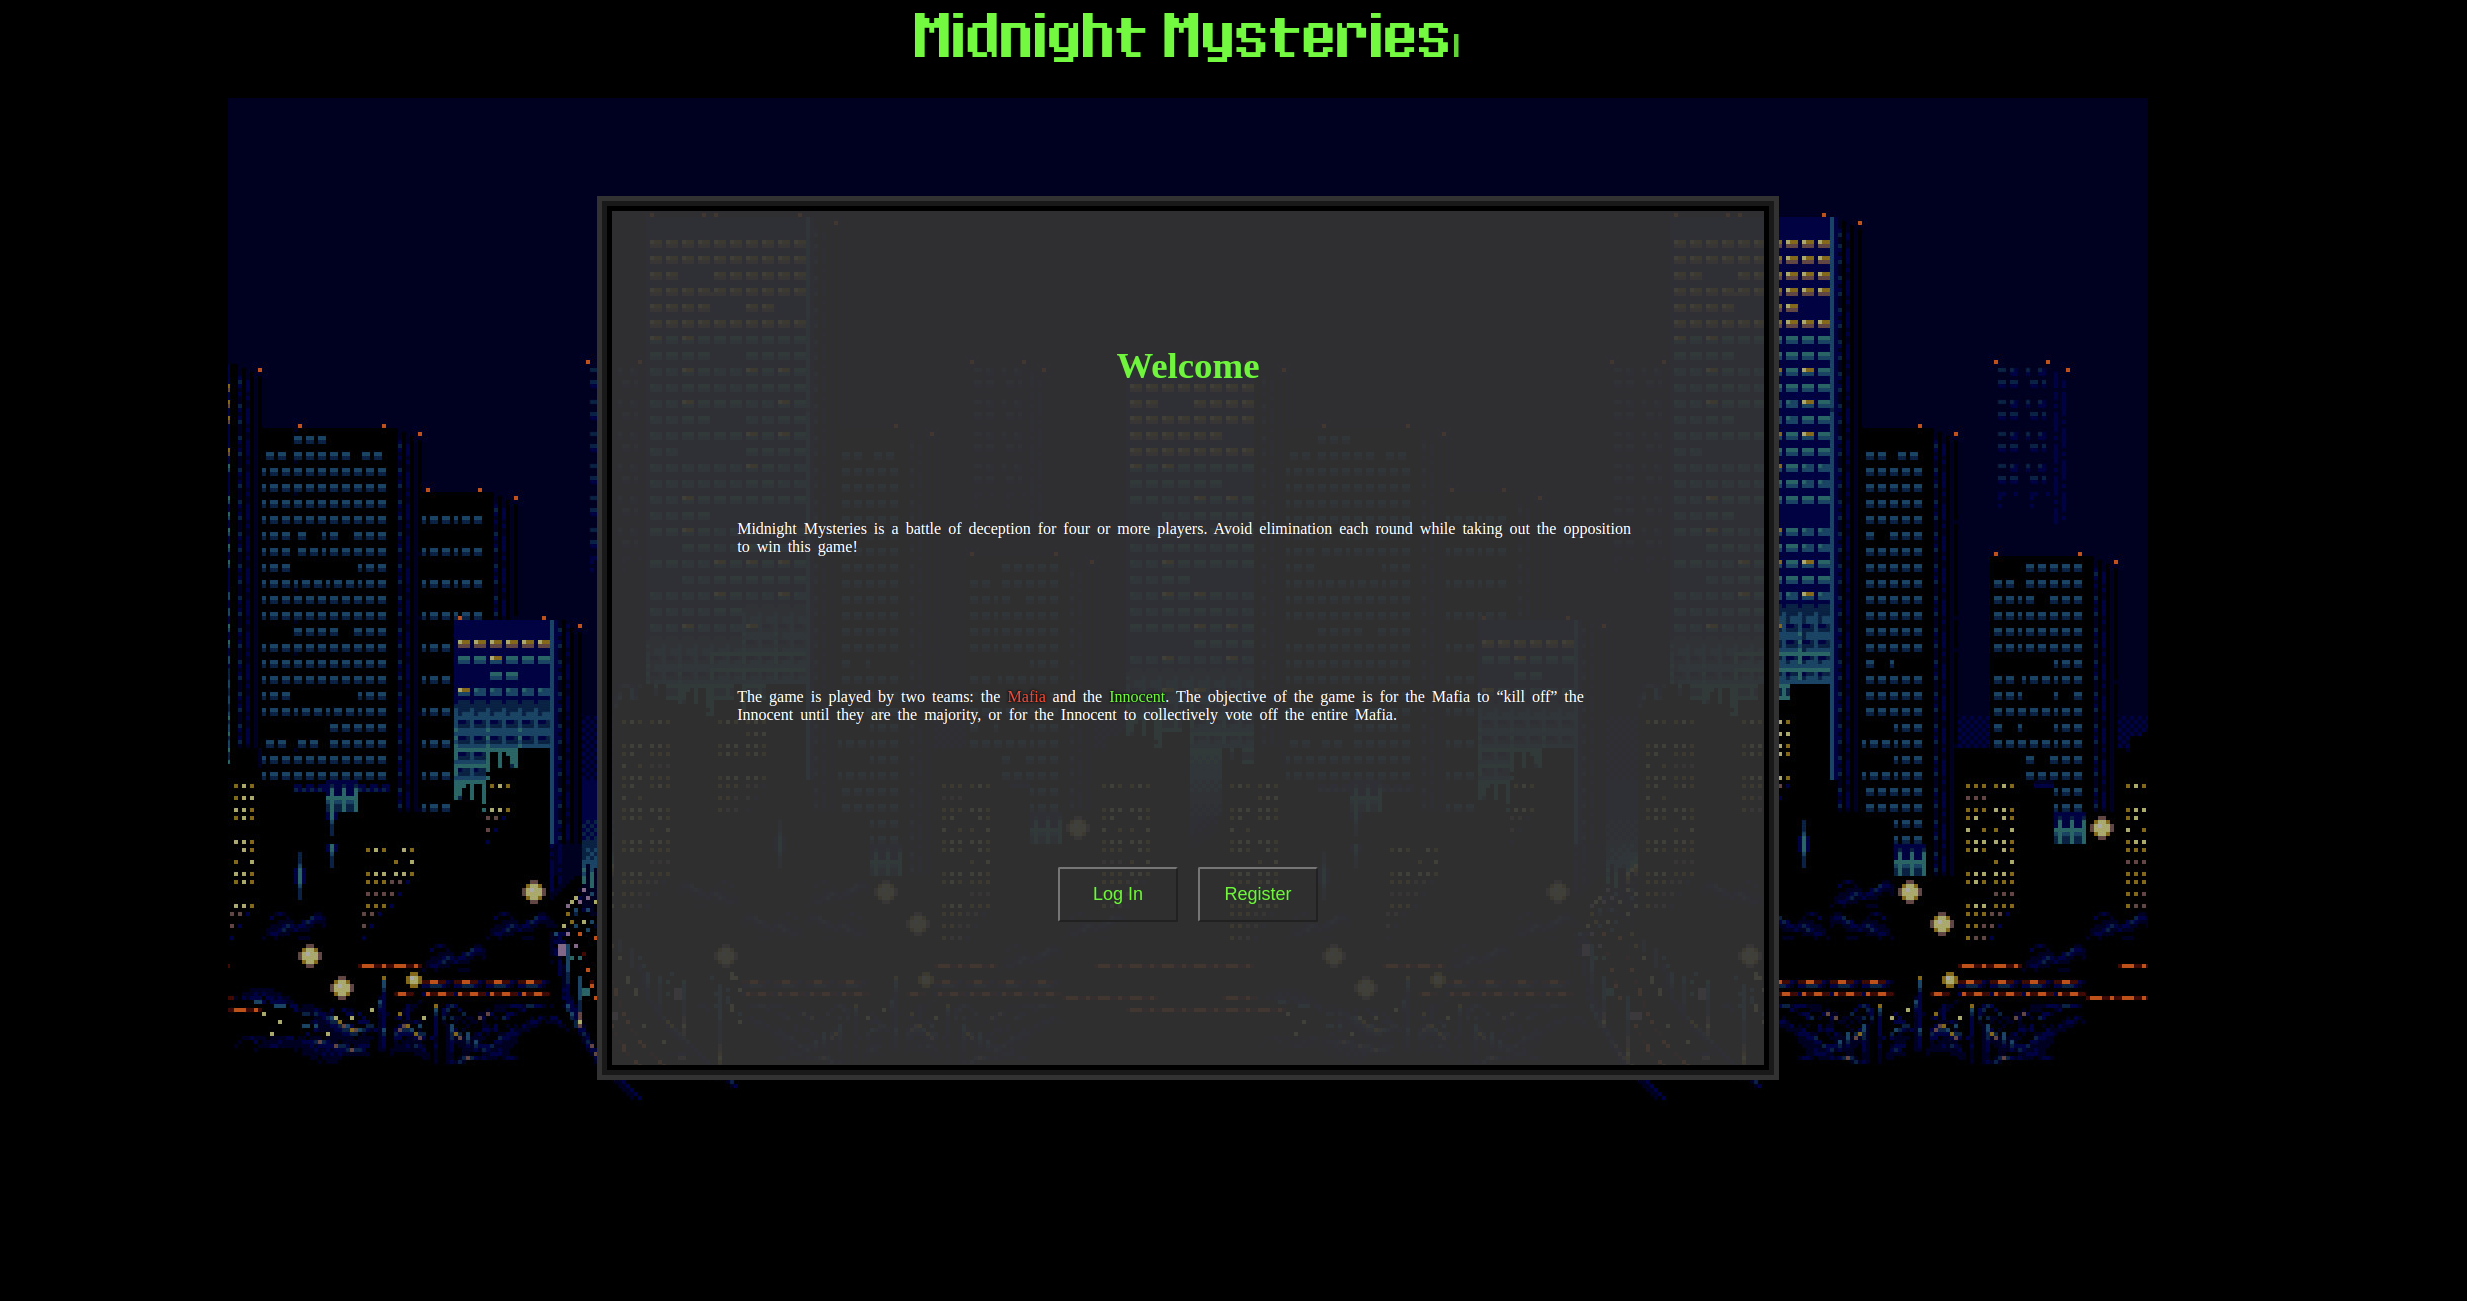 Midnight Mysteries
Welcome
Midnight Mysteries is a battle of deception for four or more players. Avoid elimination each round while taking out the opposition
to win this game!
The game is played by two teams: the Mafia and the Innocent. The objective of the game is for the Mafia to “kill off” the
Innocent until they are the majority, or for the Innocent to collectively vote off the entire Mafia.
Log In
Register